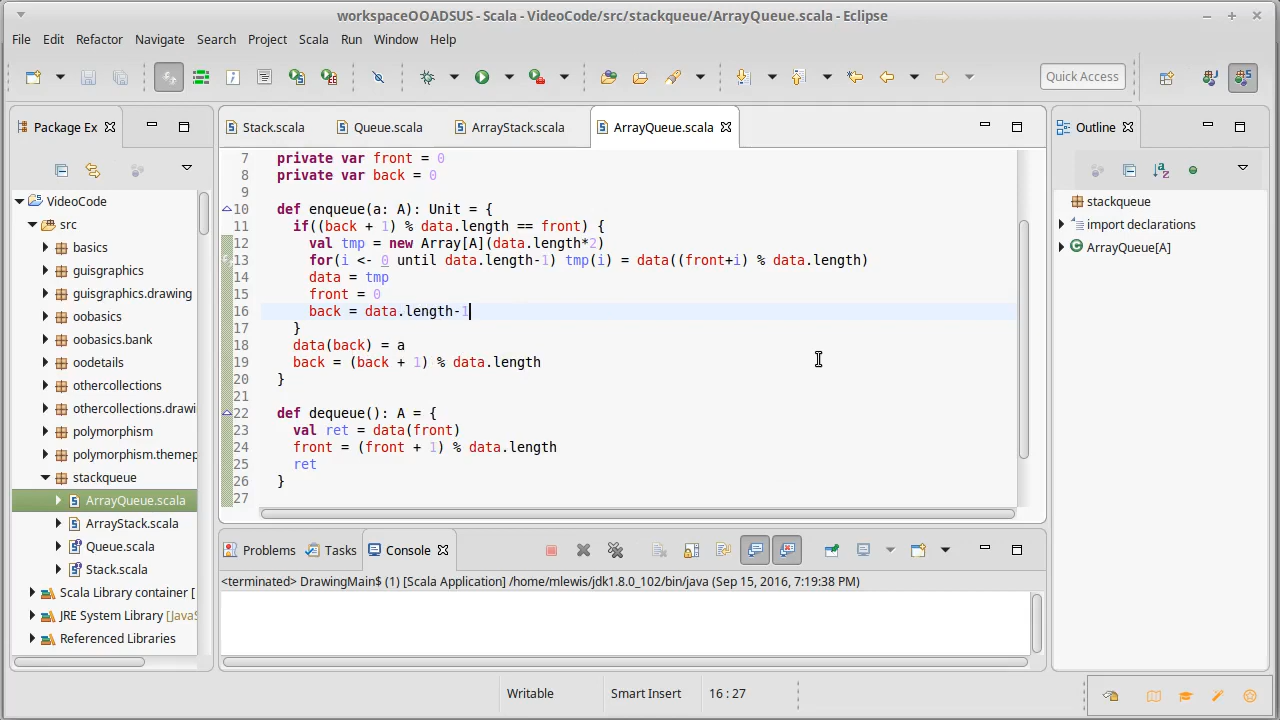 workspaceOOADSUS - Scala - VideoCode/src/stackqueue/ArrayQueue.scala - Eclipse
File Edit Refactor Navigate Search Project Scala Run Window Help
Quick Access
Package Ex
VideoCode
src
basics
guisgraphics
guisgraphics.drawing
oobasics
oobasics.bank
oodetails
othercollections
othercollections.drawi
polymorphism
polymorphism.themep
stackqueue
ArrayQueue.scala
ArrayStack.scala
Queue.scala
Stack.scala
Scala Library container [
JRE System Library [JavaS
Referenced Libraries
Stack.scala Queue.scala ArrayStack.scala ArrayQueue.scala
7 private var front = 0
8 private var back = 0
9
10 def enqueue(a: A): Unit = {
11 if((back + 1) % data.length == front) {
12 val tmp = new Array[A](data.length*2)
13 for(i <- 0 until data.length-1) tmp(i) = data((front+i) % data.length)
14 data = tmp
15 front = 0
16 back = data.length-1
17 }
18 data(back) = a
19 back = (back + 1) % data.length
20 }
21
22 def dequeue(): A = {
23 val ret = data(front)
24 front = (front + 1) % data.length
25 ret
26 }
27
Problems Tasks Console
<terminated> DrawingMain$ (1) [Scala Application] /home/mlewis/jdk1.8.0_102/bin/java (Sep 15, 2016, 7:19:38 PM)
Outline
stackqueue
import declarations
ArrayQueue[A]
Writable Smart Insert 16 : 27